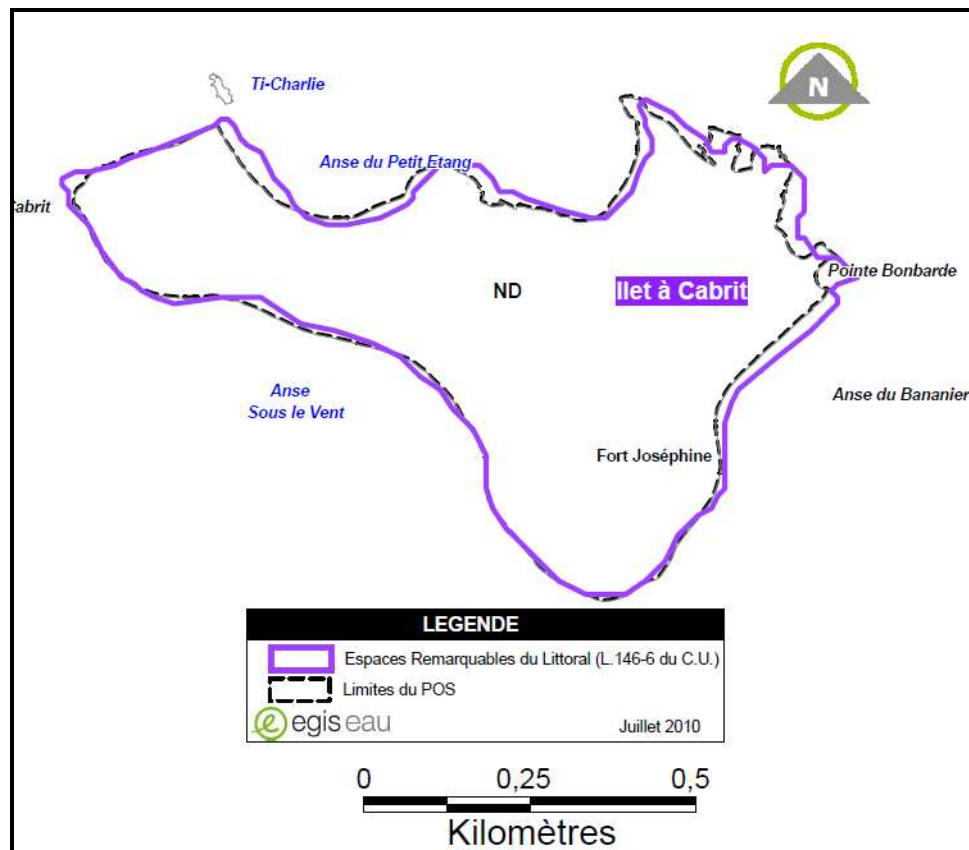 Ti-Charlie
N
Anse du Petit Etang
Cabrit
Pointe Bonbarde
ND
Ilet à Cabrit
Anse
Sous le Vent
Anse du Bananier
Fort Joséphine
LEGENDE
Espaces Remarquables du Littoral (L.146-6 du C.U.)
Limites du POS
e egis eau
Juillet 2010
0 0,25 0,5
Kilomètres